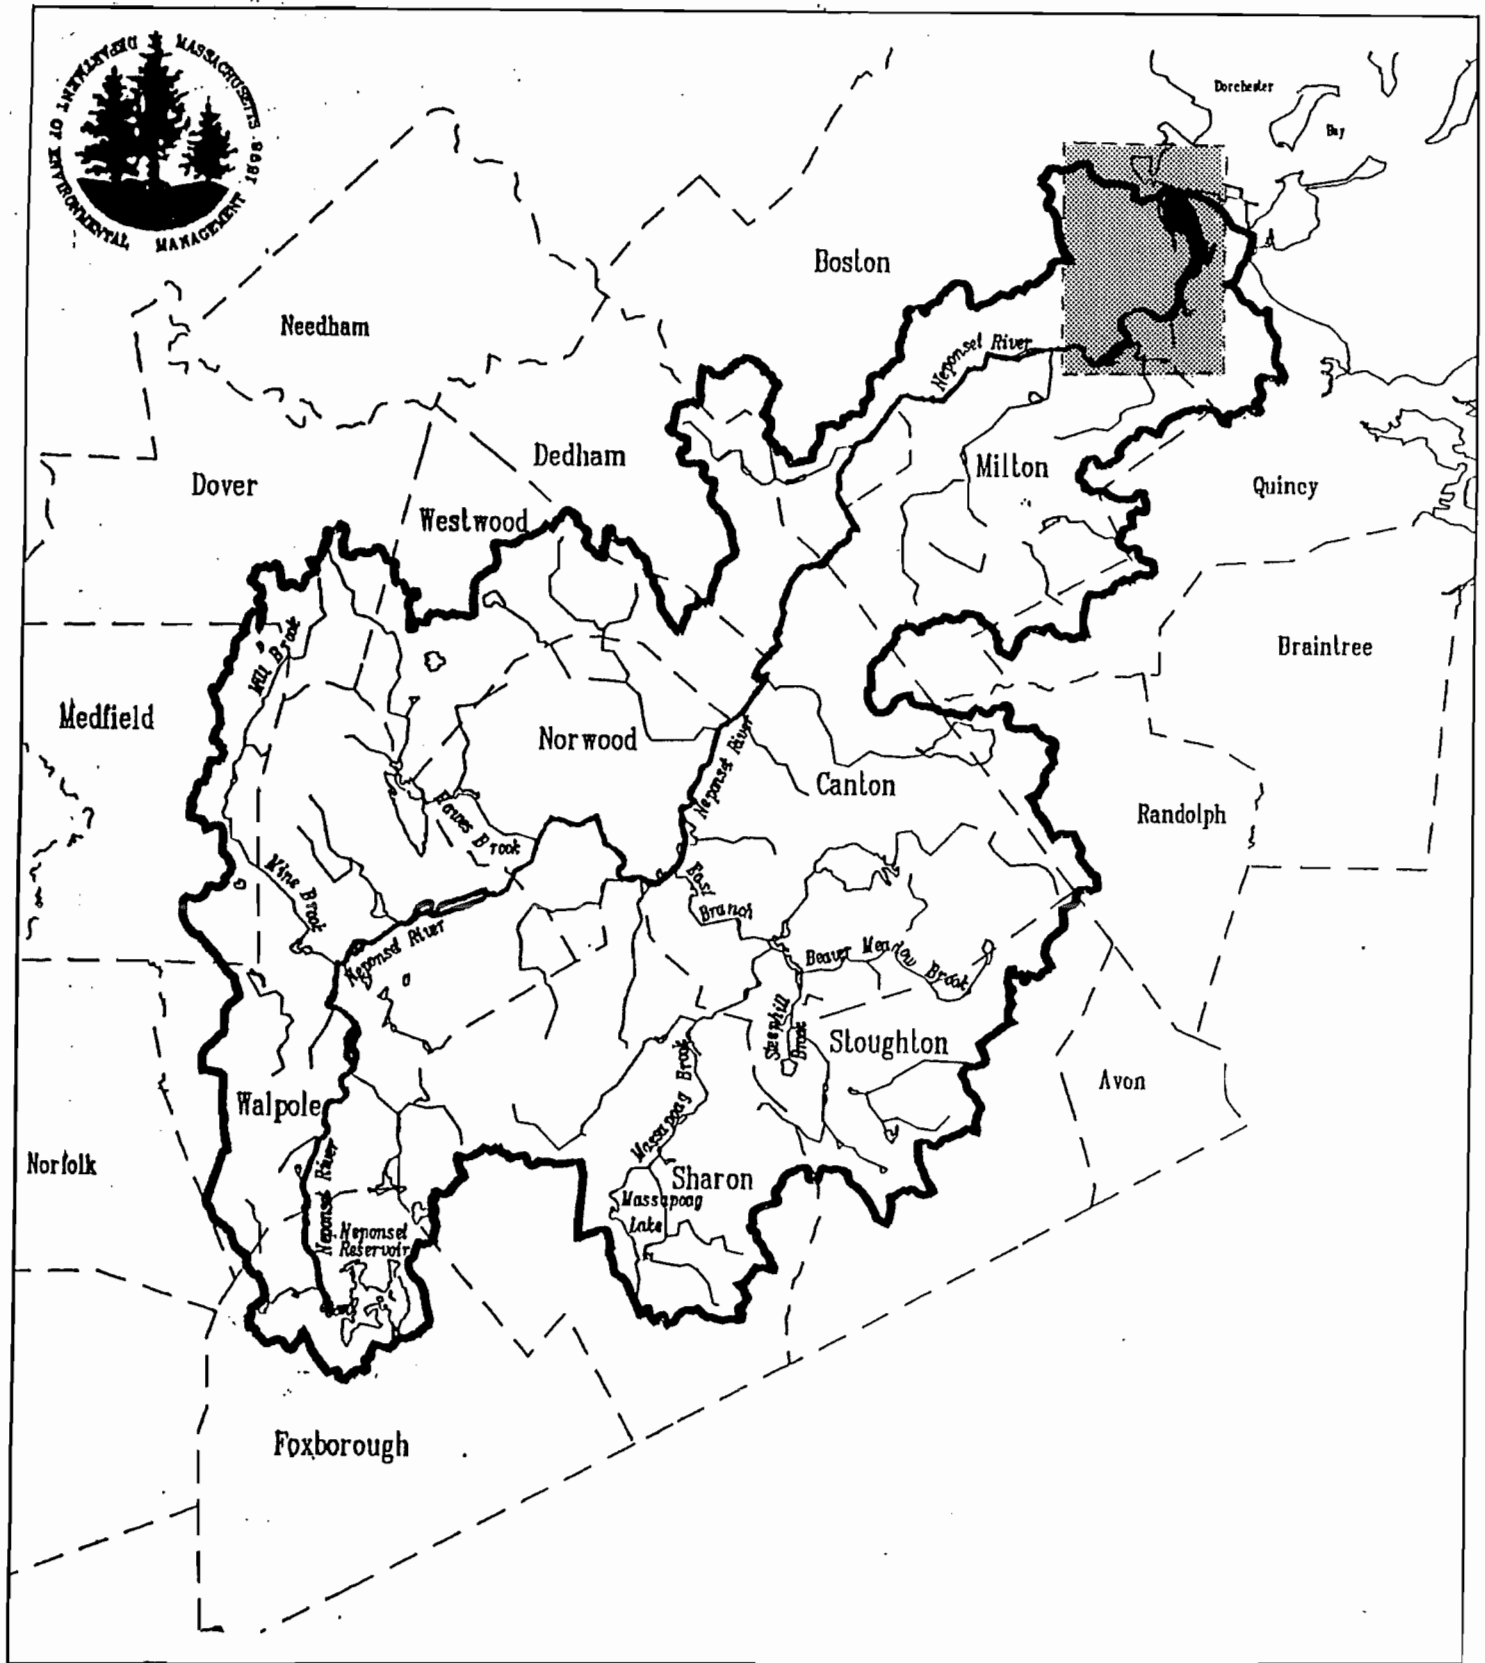 DEPARTMENT OF ENVIRONMENTAL MANAGEMENT · MASSACHUSETTS · 1898
Dorchester
Bay
Boston
Needham
Neponset River
Dedham
Milton
Dover
Quincy
Westwood
Mill Brook
Braintree
Medfield
Norwood
Neponset River
Canton
Hawes Brook
Randolph
Mine Brook
East
Branch
Neponset River
Beaver Meadow Brook
Steephill
Brook
Stoughton
Massapoag Brook
Avon
Walpole
Norfolk
Neponset River
Sharon
Massapoag
Lake
Neponset
Reservoir
Foxborough